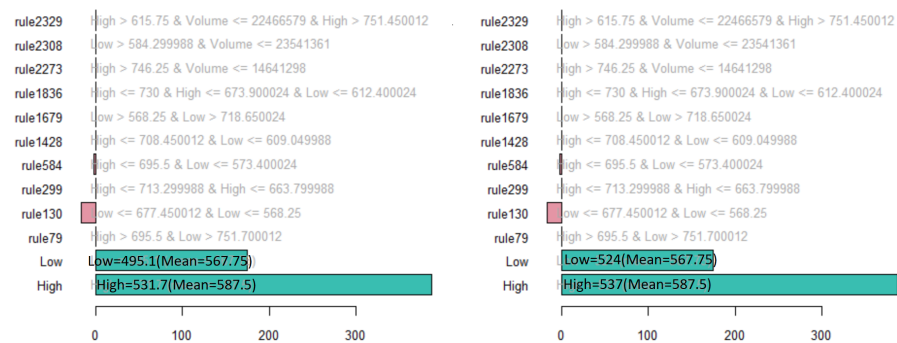 rule2329 High > 615.75 & Volume <= 22466579 & High > 751.450012
rule2308 Low > 584.299988 & Volume <= 23541361
rule2273 High > 746.25 & Volume <= 14641298
rule1836 High <= 730 & High <= 673.900024 & Low <= 612.400024
rule1679 Low > 568.25 & Low > 718.650024
rule1428 High <= 708.450012 & Low <= 609.049988
rule584 High <= 695.5 & Low <= 573.400024
rule299 High <= 713.299988 & High <= 663.799988
rule130 Low <= 677.450012 & Low <= 568.25
rule79 High > 695.5 & Low > 751.700012
Low Low=495.1(Mean=567.75)
High High=531.7(Mean=587.5)
0 100 200 300
rule2329 High > 615.75 & Volume <= 22466579 & High > 751.450012
rule2308 Low > 584.299988 & Volume <= 23541361
rule2273 High > 746.25 & Volume <= 14641298
rule1836 High <= 730 & High <= 673.900024 & Low <= 612.400024
rule1679 Low > 568.25 & Low > 718.650024
rule1428 High <= 708.450012 & Low <= 609.049988
rule584 High <= 695.5 & Low <= 573.400024
rule299 High <= 713.299988 & High <= 663.799988
rule130 Low <= 677.450012 & Low <= 568.25
rule79 High > 695.5 & Low > 751.700012
Low Low=524(Mean=567.75)
High High=537(Mean=587.5)
0 100 200 300